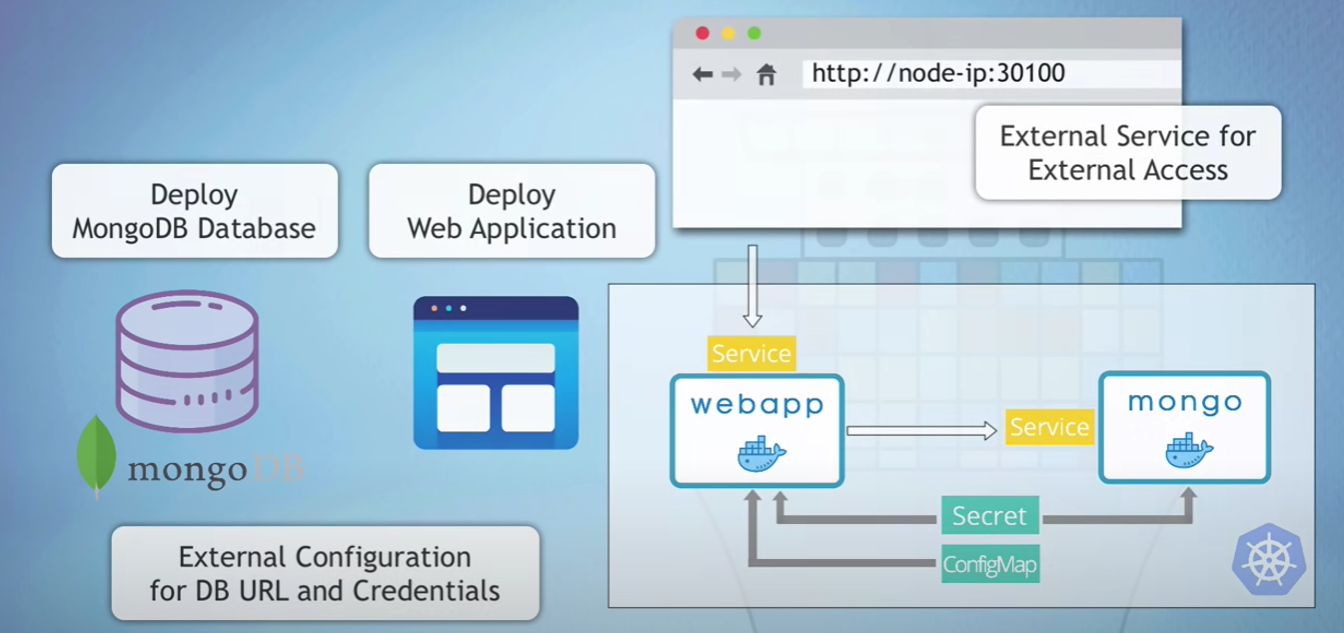 http://node-ip:30100
External Service for
External Access
Deploy
MongoDB Database
Deploy
Web Application
mongoDB
External Configuration
for DB URL and Credentials
Service
webapp
Service
mongo
Secret
ConfigMap